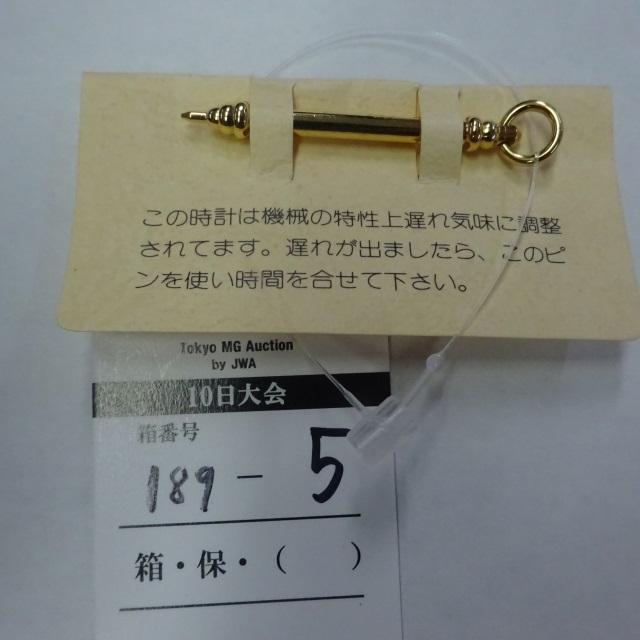 この時計は機械の特性上遅れ気味に調整
されてます。遅れが出ましたら、このピ
ンを使い時間を合せて下さい。
Tokyo MG Auction
by JWA
10日大会
箱番号
189 - 5
箱・保・(　　)